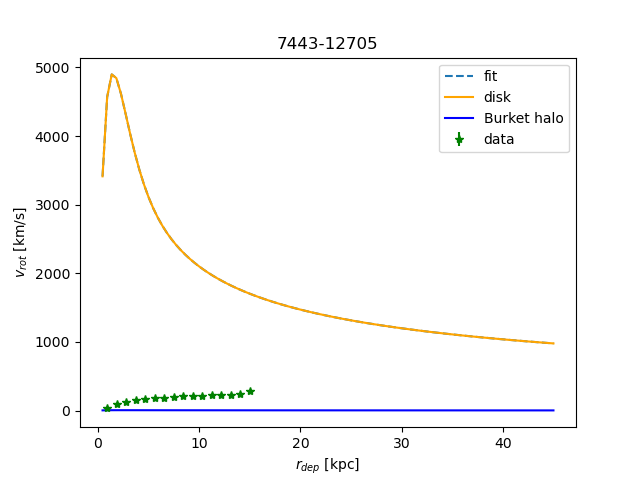 7443-12705
5000
4000
3000
2000
1000
0
v_rot [km/s]
fit
disk
Burket halo
data
0 10 20 30 40
r_dep [kpc]